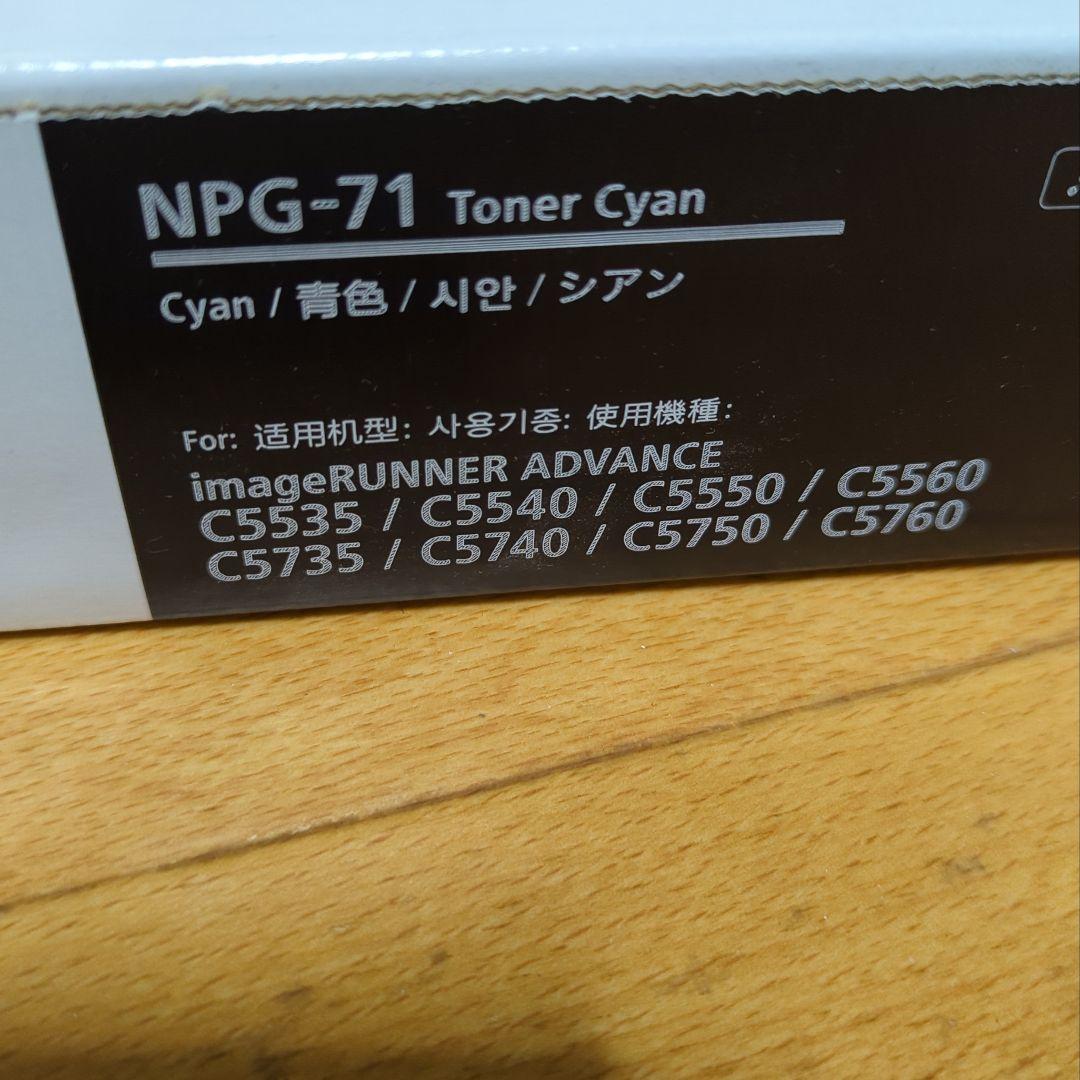 NPG-71 Toner Cyan
Cyan / 青色 / 시안 / シアン
For: 适用机型: 사용기종: 使用機種:
imageRUNNER ADVANCE
C5535 / C5540 / C5550 / C5560
C5735 / C5740 / C5750 / C5760